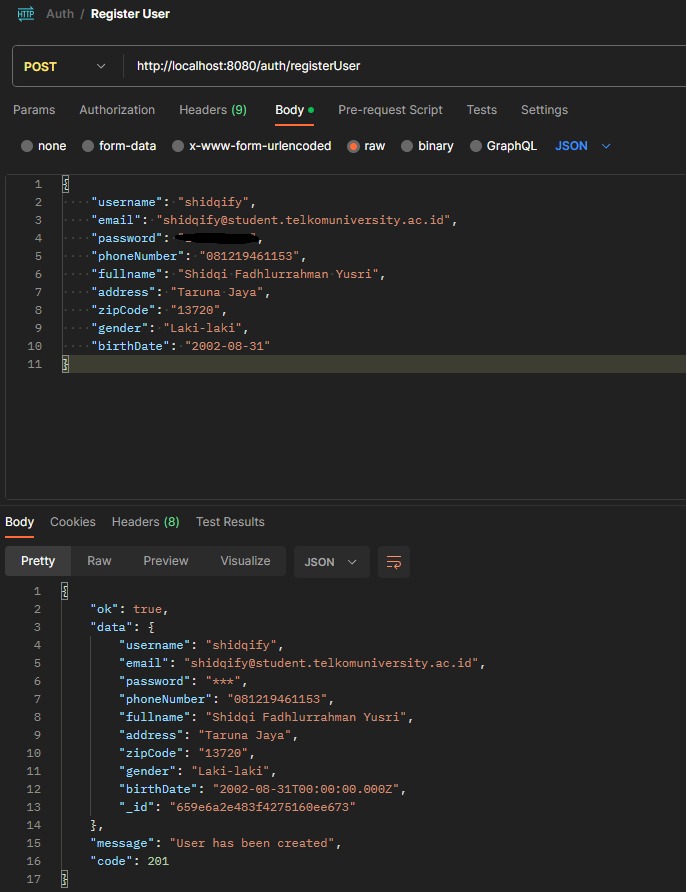 HTTP Auth / Register User
POST http://localhost:8080/auth/registerUser
Params Authorization Headers (9) Body Pre-request Script Tests Settings
none form-data x-www-form-urlencoded raw binary GraphQL JSON
1 {
2 "username": "shidqify",
3 "email": "shidqify@student.telkomuniversity.ac.id",
4 "password": "
5 "phoneNumber": "081219461153",
6 "fullname": "Shidqi Fadhlurrahman Yusri",
7 "address": "Taruna Jaya",
8 "zipCode": "13720",
9 "gender": "Laki-laki",
10 "birthDate": "2002-08-31"
11 }
Body Cookies Headers (8) Test Results
Pretty Raw Preview Visualize JSON
1 {
2 "ok": true,
3 "data": {
4 "username": "shidqify",
5 "email": "shidqify@student.telkomuniversity.ac.id",
6 "password": "***",
7 "phoneNumber": "081219461153",
8 "fullname": "Shidqi Fadhlurrahman Yusri",
9 "address": "Taruna Jaya",
10 "zipCode": "13720",
11 "gender": "Laki-laki",
12 "birthDate": "2002-08-31T00:00:00.000Z",
13 "_id": "659e6a2e483f4275160ee673"
14 },
15 "message": "User has been created",
16 "code": 201
17 }